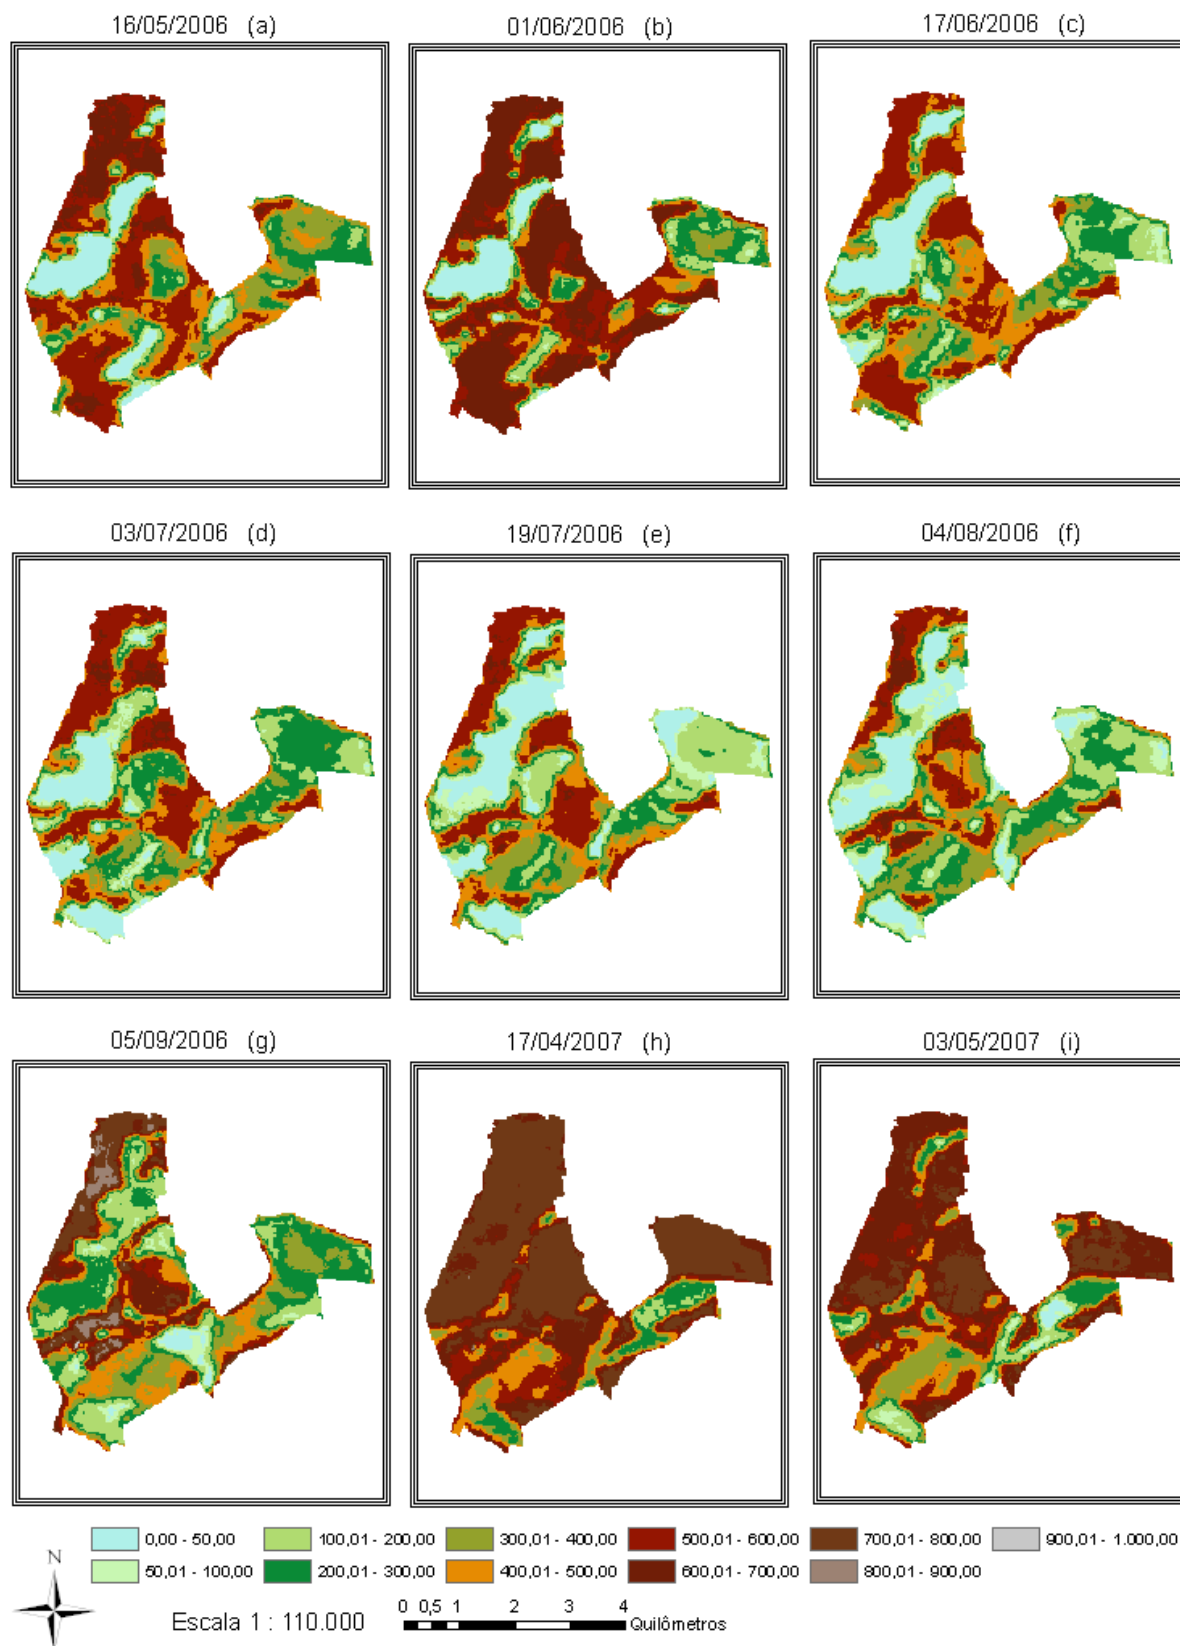 16/05/2006 (a)
01/06/2006 (b)
17/06/2006 (c)
03/07/2006 (d)
19/07/2006 (e)
04/08/2006 (f)
05/09/2006 (g)
17/04/2007 (h)
03/05/2007 (i)
0,00 - 50,00
100,01 - 200,00
300,01 - 400,00
500,01 - 600,00
700,01 - 800,00
900,01 - 1.000,00
50,01 - 100,00
200,01 - 300,00
400,01 - 500,00
600,01 - 700,00
800,01 - 900,00
N
Escala 1 : 110.000
0 0,5 1 2 3 4
Quilômetros